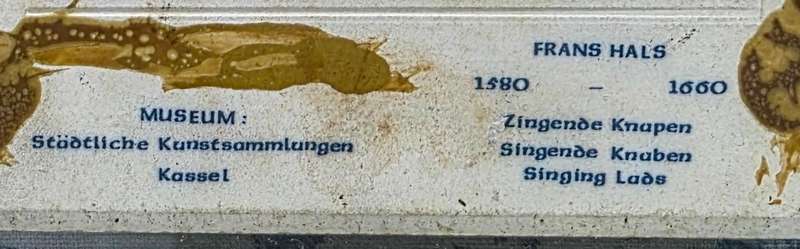 MUSEUM:
Städtliche Kunstsammlungen
Kassel
FRANS HALS
1580 – 1660
Zingende Knapen
Singende Knaben
Singing Lads